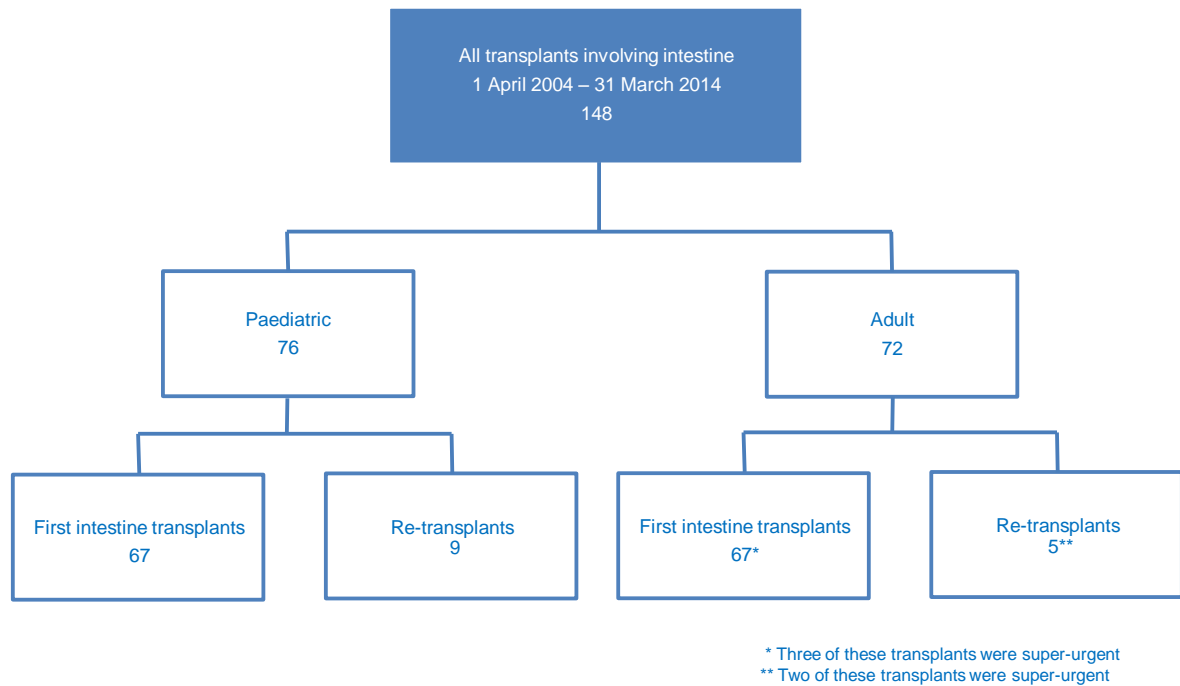 All transplants involving intestine
1 April 2004 – 31 March 2014
148
Paediatric
76
Adult
72
First intestine transplants
67
Re-transplants
9
First intestine transplants
67*
Re-transplants
5**
* Three of these transplants were super-urgent
** Two of these transplants were super-urgent